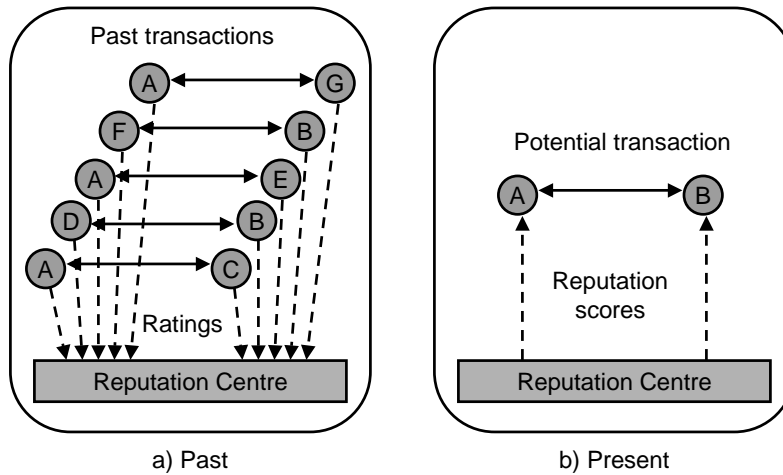 Past transactions
A
G
F
B
A
E
D
B
A
C
Ratings
Reputation Centre
a) Past
Potential transaction
A
B
Reputation
scores
Reputation Centre
b) Present